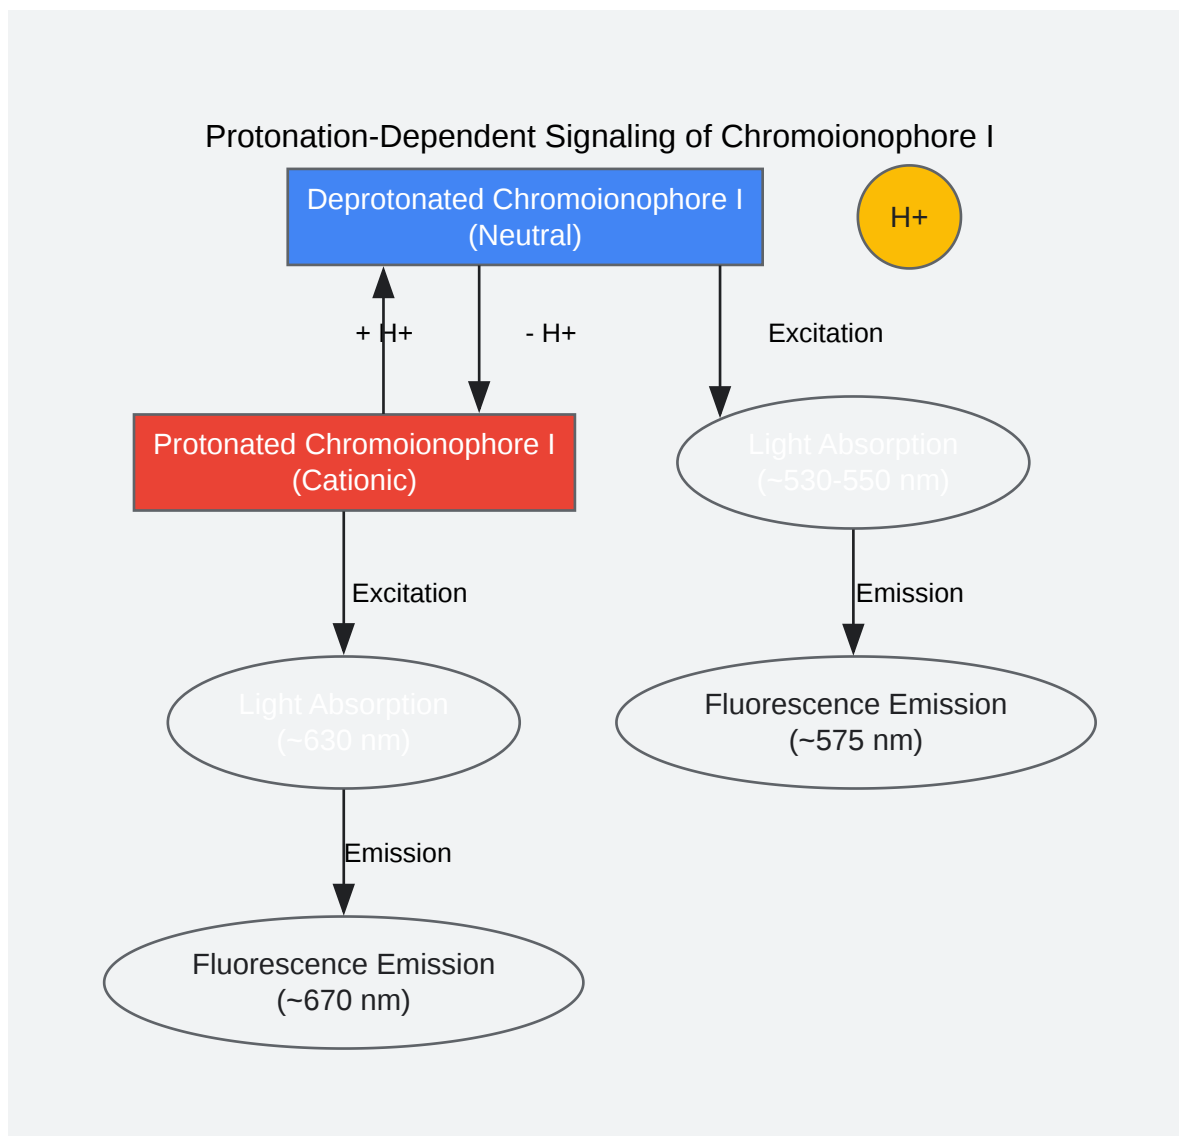 Protonation-Dependent Signaling of Chromoionophore I
Deprotonated Chromoionophore I
(Neutral)
H+
+ H+
- H+
Excitation
Protonated Chromoionophore I
(Cationic)
Light Absorption
(~530-550 nm)
Excitation
Emission
Light Absorption
(~630 nm)
Fluorescence Emission
(~575 nm)
Emission
Fluorescence Emission
(~670 nm)